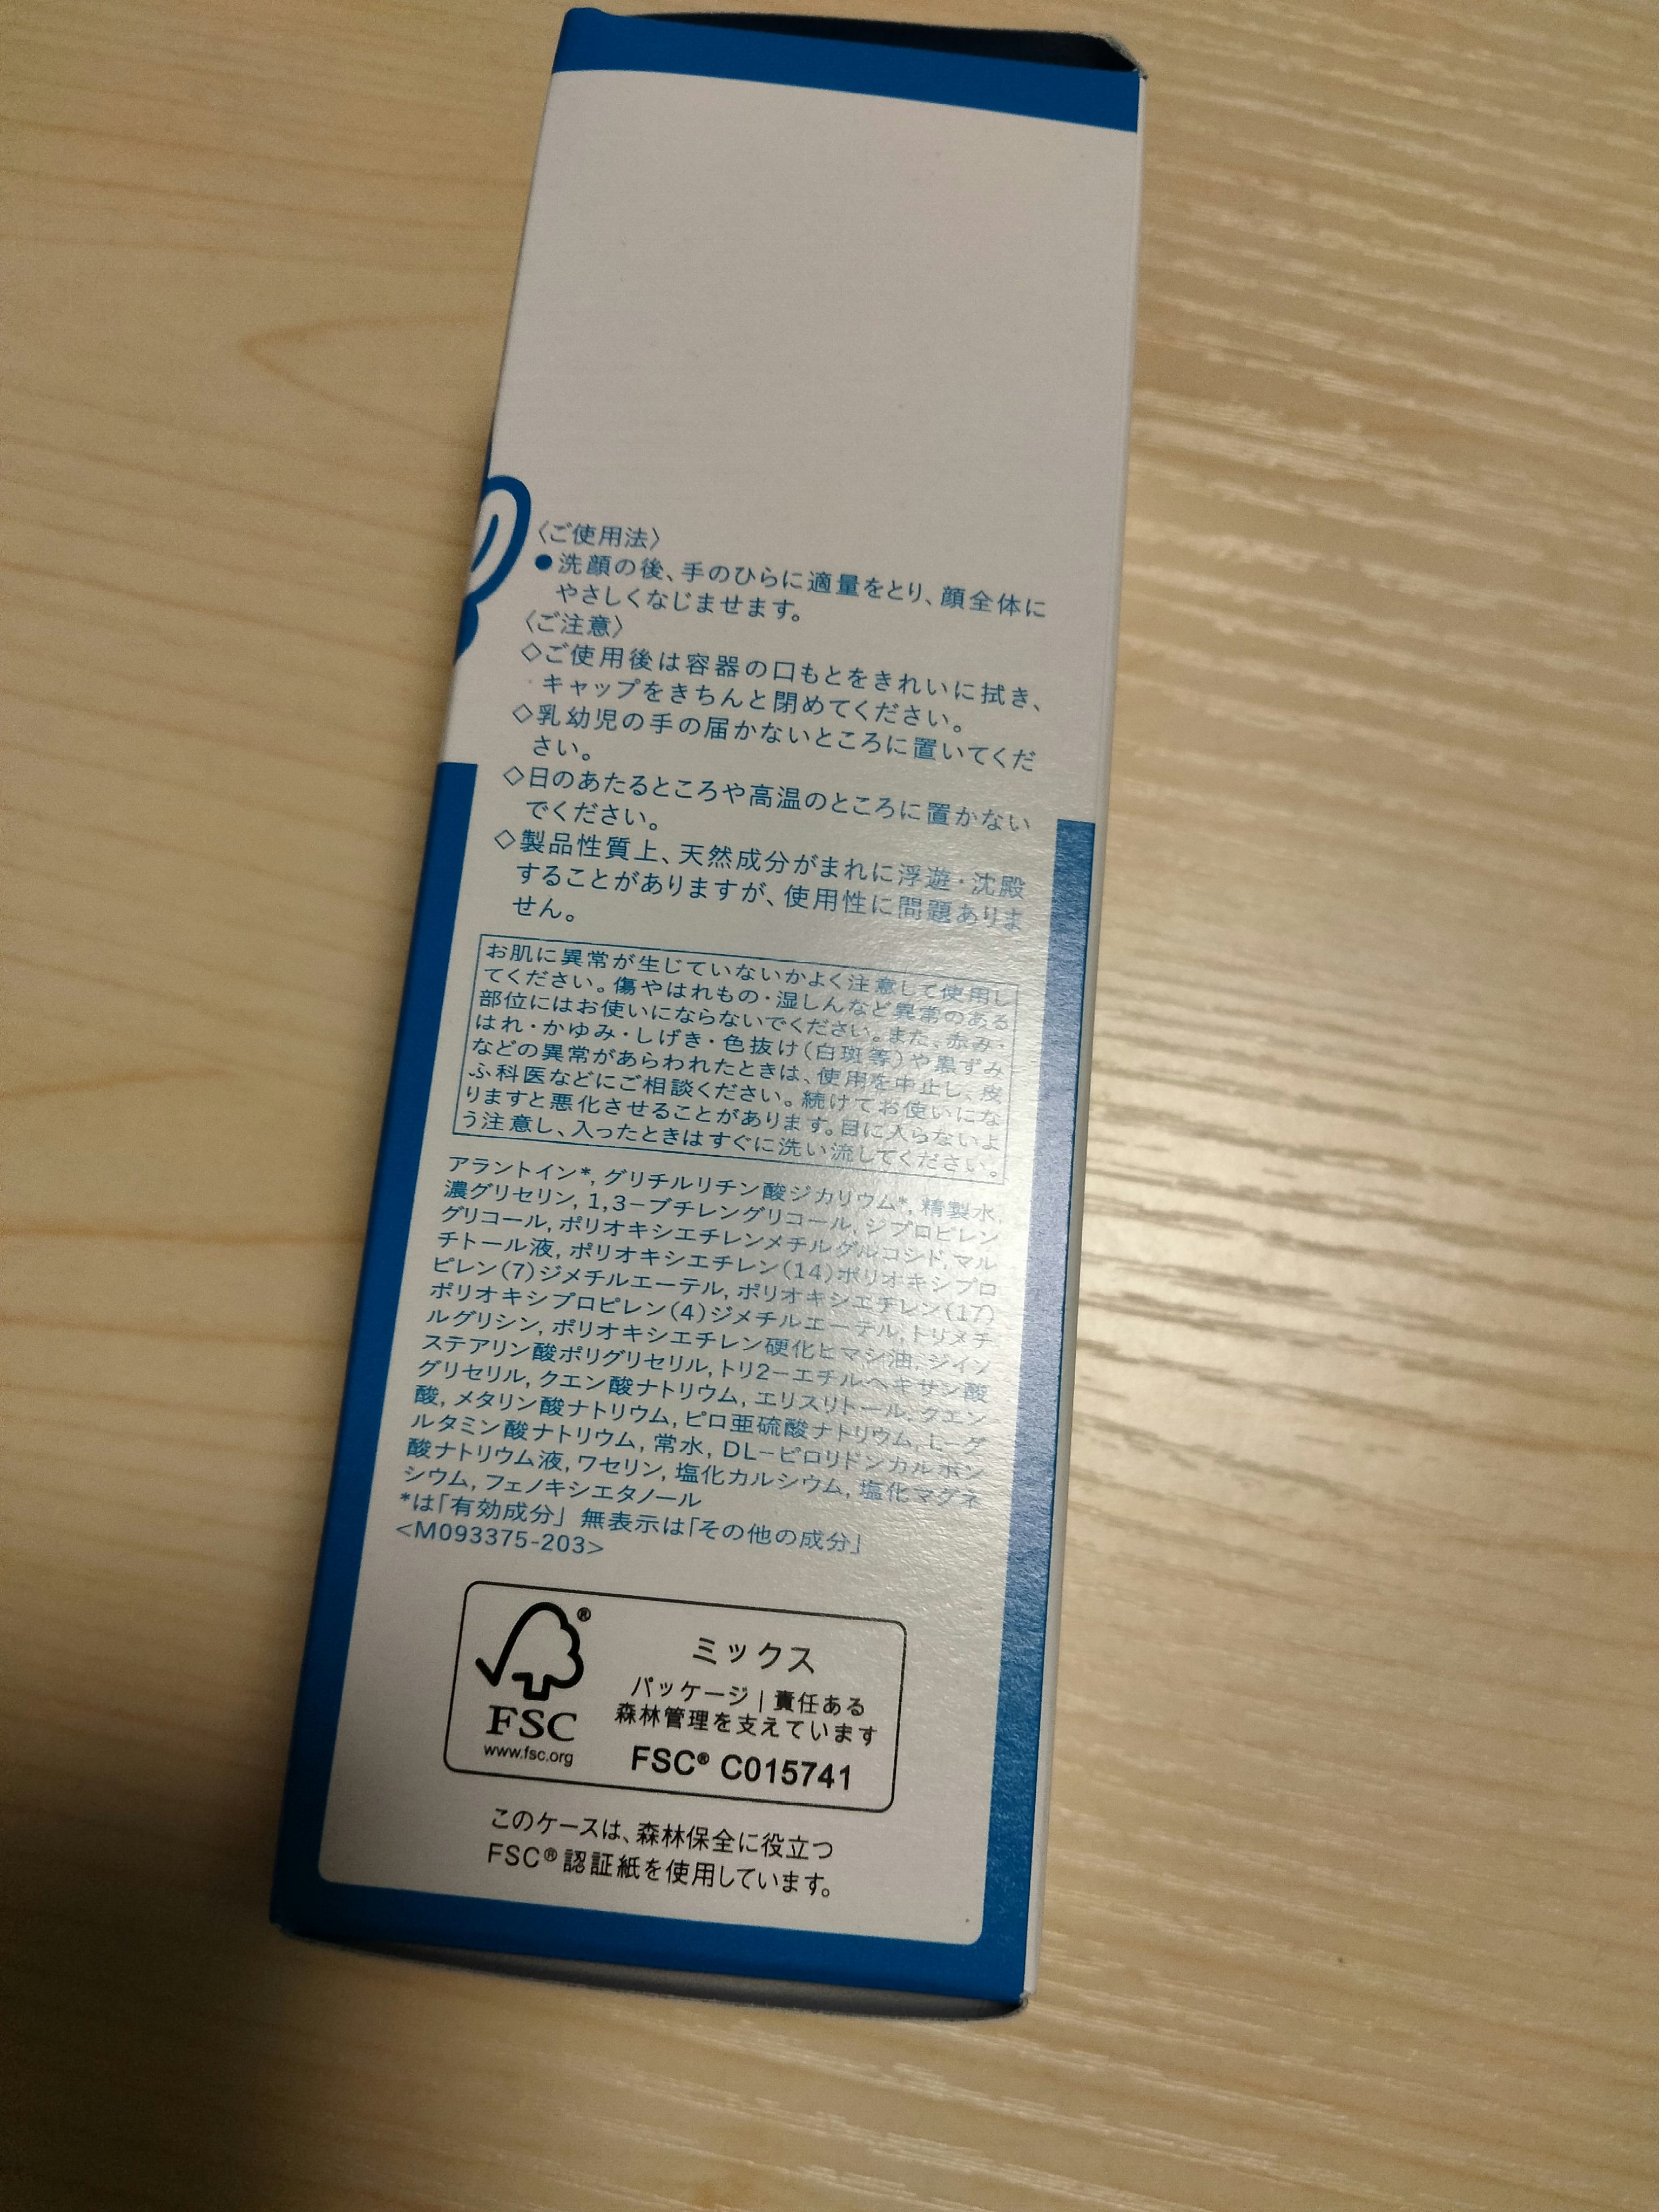 〈ご使用法〉
●洗顔の後、手のひらに適量をとり、顔全体に
やさしくなじませます。
〈ご注意〉
◇ご使用後は容器の口もとをきれいに拭き、
キャップをきちんと閉めてください。
◇乳幼児の手の届かないところに置いてくだ
さい。
◇日のあたるところや高温のところに置かない
でください。
◇製品性質上、天然成分がまれに浮遊・沈殿
することがありますが、使用性に問題ありま
せん。
お肌に異常が生じていないかよく注意して使用し
てください。傷やはれもの・湿しんなど異常のある
部位にはお使いにならないでください。また、赤み・
はれ・かゆみ・しげき・色抜け(白斑等)や黒ずみ
などの異常があらわれたときは、使用を中止し、皮
ふ科医などにご相談ください。続けてお使いにな
りますと悪化させることがあります。目に入らないよ
う注意し、入ったときはすぐに洗い流してください。
アラントイン*, グリチルリチン酸ジカリウム*, 精製水,
濃グリセリン, 1,3−ブチレングリコール, ジプロピレン
グリコール, ポリオキシエチレンメチルグルコシド, マル
チトール液, ポリオキシエチレン(14)ポリオキシプロ
ピレン(7)ジメチルエーテル, ポリオキシエチレン(17)
ポリオキシプロピレン(4)ジメチルエーテル, トリメチ
ルグリシン, ポリオキシエチレン硬化ヒマシ油, ジイソ
ステアリン酸ポリグリセリル, トリ2−エチルヘキサン酸
グリセリル, クエン酸ナトリウム, エリスリトール, クエン
酸, メタリン酸ナトリウム, ピロ亜硫酸ナトリウム, L−グ
ルタミン酸ナトリウム, 常水, DL−ピロリドンカルボン
酸ナトリウム液, ワセリン, 塩化カルシウム, 塩化マグネ
シウム, フェノキシエタノール
*は「有効成分」 無表示は「その他の成分」
<M093375-203>
ミックス
パッケージ | 責任ある
森林管理を支えています
FSC® C015741
®
FSC
www.fsc.org
このケースは、森林保全に役立つ
FSC®認証紙を使用しています。